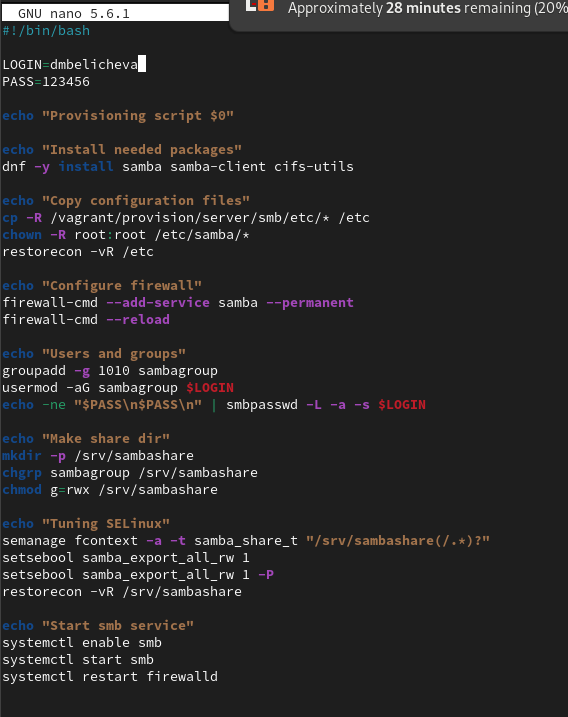 GNU nano 5.6.1
Approximately 28 minutes remaining (20%
#!/bin/bash
LOGIN=dmbelicheva
PASS=123456
echo "Provisioning script $0"
echo "Install needed packages"
dnf -y install samba samba-client cifs-utils
echo "Copy configuration files"
cp -R /vagrant/provision/server/smb/etc/* /etc
chown -R root:root /etc/samba/*
restorecon -vR /etc
echo "Configure firewall"
firewall-cmd --add-service samba --permanent
firewall-cmd --reload
echo "Users and groups"
groupadd -g 1010 sambagroup
usermod -aG sambagroup $LOGIN
echo -ne "$PASS\n$PASS\n" | smbpasswd -L -a -s $LOGIN
echo "Make share dir"
mkdir -p /srv/sambashare
chgrp sambagroup /srv/sambashare
chmod g=rwx /srv/sambashare
echo "Tuning SELinux"
semanage fcontext -a -t samba_share_t "/srv/sambashare(/.*)?"
setsebool samba_export_all_rw 1
setsebool samba_export_all_rw 1 -P
restorecon -vR /srv/sambashare
echo "Start smb service"
systemctl enable smb
systemctl start smb
systemctl restart firewalld